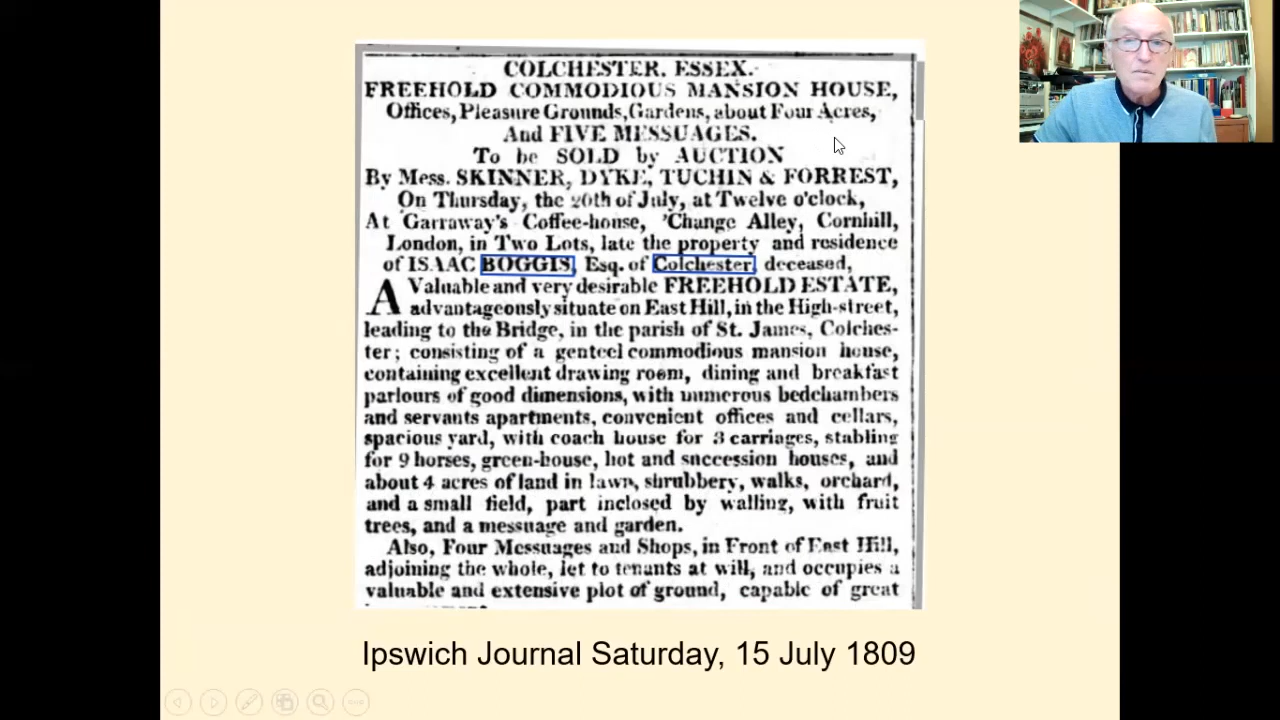 COLCHESTER. ESSEX.
FREEHOLD COMMODIOUS MANSION HOUSE,
Offices, Pleasure Grounds, Gardens, about Four Acres,
And FIVE MESSUAGES.
To be SOLD by AUCTION
By Mess. SKINNER, DYKE, TUCHIN & FORREST,
On Thursday, the 20th of July, at Twelve o'clock,
At Garraway's Coffee-house, 'Change Alley, Cornhill,
London, in Two Lots, late the property and residence
of ISAAC BOGGIS, Esq. of Colchester, deceased,
A Valuable and very desirable FREEHOLD ESTATE,
advantageously situate on East Hill, in the High-street,
leading to the Bridge, in the parish of St. James, Colches-
ter; consisting of a genteel commodious mansion house,
containing excellent drawing room, dining and breakfast
parlours of good dimensions, with numerous bedchambers
and servants apartments, convenient offices and cellars,
spacious yard, with coach house for 3 carriages, stabling
for 9 horses, green-house, hot and succession houses, and
about 4 acres of land in lawn, shrubbery, walks, orchard,
and a small field, part inclosed by walling, with fruit
trees, and a messuage and garden.
Also, Four Messuages and Shops, in Front of East Hill,
adjoining the whole, let to tenants at will, and occupies a
valuable and extensive plot of ground, capable of great
Ipswich Journal Saturday, 15 July 1809